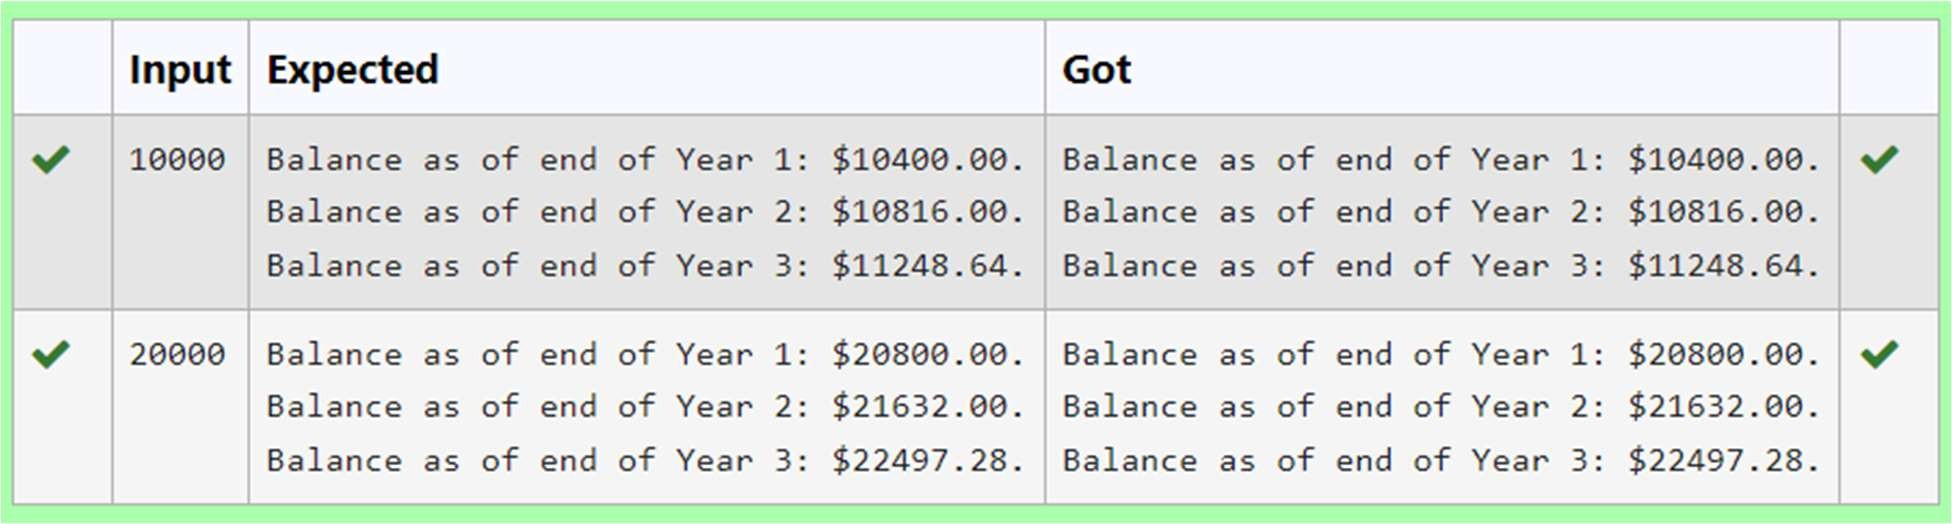 Input Expected Got
10000 Balance as of end of Year 1: $10400.00. Balance as of end of Year 1: $10400.00.
Balance as of end of Year 2: $10816.00. Balance as of end of Year 2: $10816.00.
Balance as of end of Year 3: $11248.64. Balance as of end of Year 3: $11248.64.
20000 Balance as of end of Year 1: $20800.00. Balance as of end of Year 1: $20800.00.
Balance as of end of Year 2: $21632.00. Balance as of end of Year 2: $21632.00.
Balance as of end of Year 3: $22497.28. Balance as of end of Year 3: $22497.28.